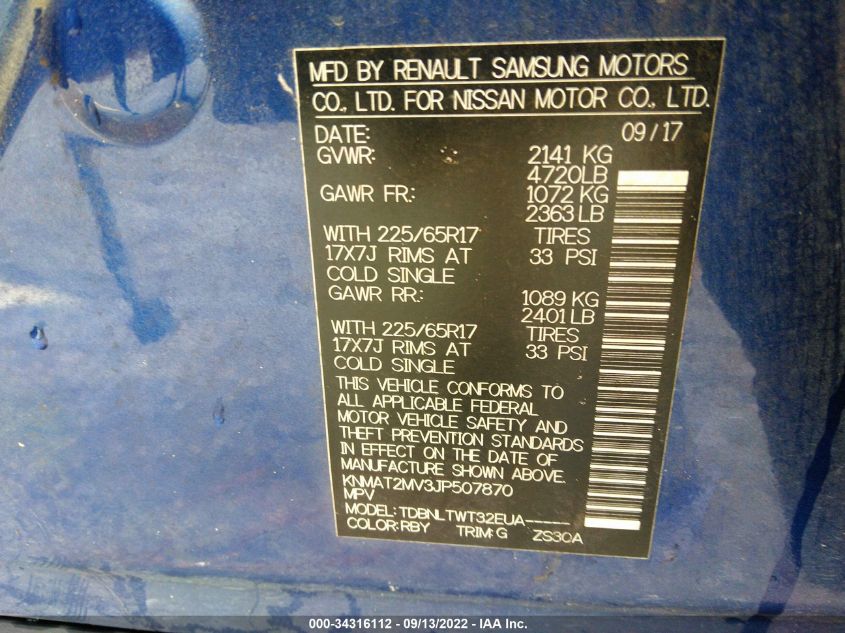 MFD BY RENAULT SAMSUNG MOTORS
CO., LTD. FOR NISSAN MOTOR CO., LTD.
DATE: 09/17
GVWR: 2141 KG
4720LB
GAWR FR.: 1072 KG
2363 LB
WITH 225/65R17 TIRES
17X7J RIMS AT 33 PSI
COLD SINGLE
GAWR RR.: 1089 KG
2401 LB
WITH 225/65R17 TIRES
17X7J RIMS AT 33 PSI
COLD SINGLE
THIS VEHICLE CONFORMS TO
ALL APPLICABLE FEDERAL
MOTOR VEHICLE SAFETY AND
THEFT PREVENTION STANDARDS
IN EFFECT ON THE DATE OF
MANUFACTURE SHOWN ABOVE.
KNMAT2MV3JP507870
MPV
MODEL: TDBNLTWT32EUA-----
COLOR: RBY TRIM: G ZS30A
000-34316112 - 09/13/2022 - IAA Inc.